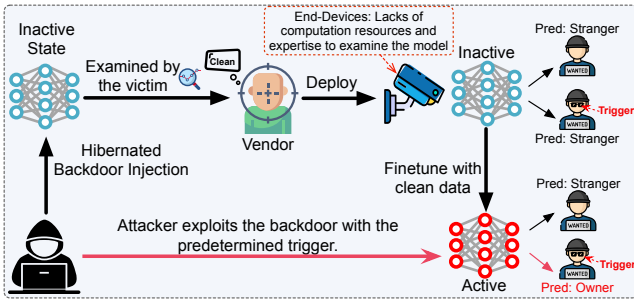 Inactive
State
Examined by
the victim
Clean
Vendor
Deploy
End-Devices: Lacks of
computation resources and
expertise to examine the model
Inactive
Pred: Stranger
WANTED
Trigger
WANTED
Pred: Stranger
Hibernated
Backdoor Injection
Finetune with
clean data
Attacker exploits the backdoor with the
predetermined trigger.
Active
Pred: Stranger
WANTED
Trigger
WANTED
Pred: Owner